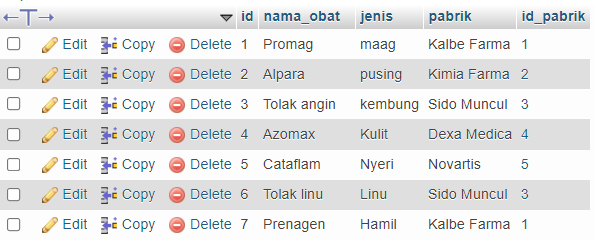 ←T→ id nama_obat jenis pabrik id_pabrik
Edit Copy Delete 1 Promag maag Kalbe Farma 1
Edit Copy Delete 2 Alpara pusing Kimia Farma 2
Edit Copy Delete 3 Tolak angin kembung Sido Muncul 3
Edit Copy Delete 4 Azomax Kulit Dexa Medica 4
Edit Copy Delete 5 Cataflam Nyeri Novartis 5
Edit Copy Delete 6 Tolak linu Linu Sido Muncul 3
Edit Copy Delete 7 Prenagen Hamil Kalbe Farma 1